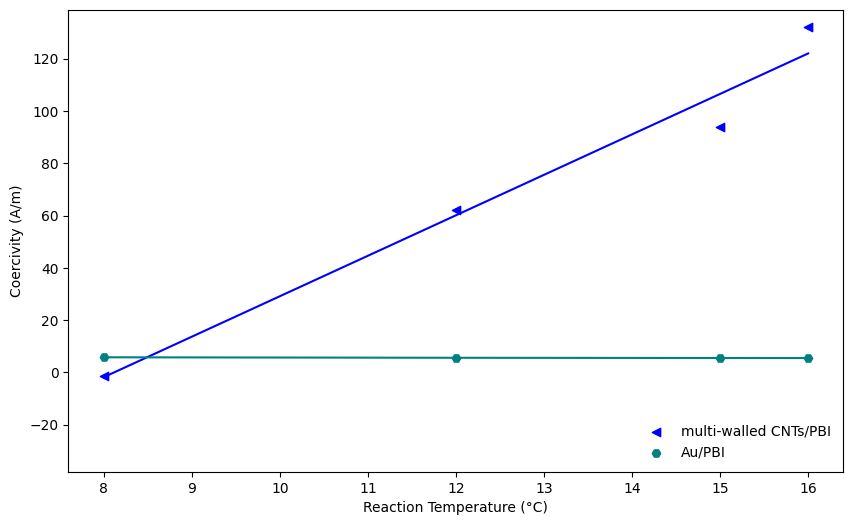 120
100
80
60
40
20
0
−20
Coercivity (A/m)
8 9 10 11 12 13 14 15 16
Reaction Temperature (°C)
multi-walled CNTs/PBI
Au/PBI